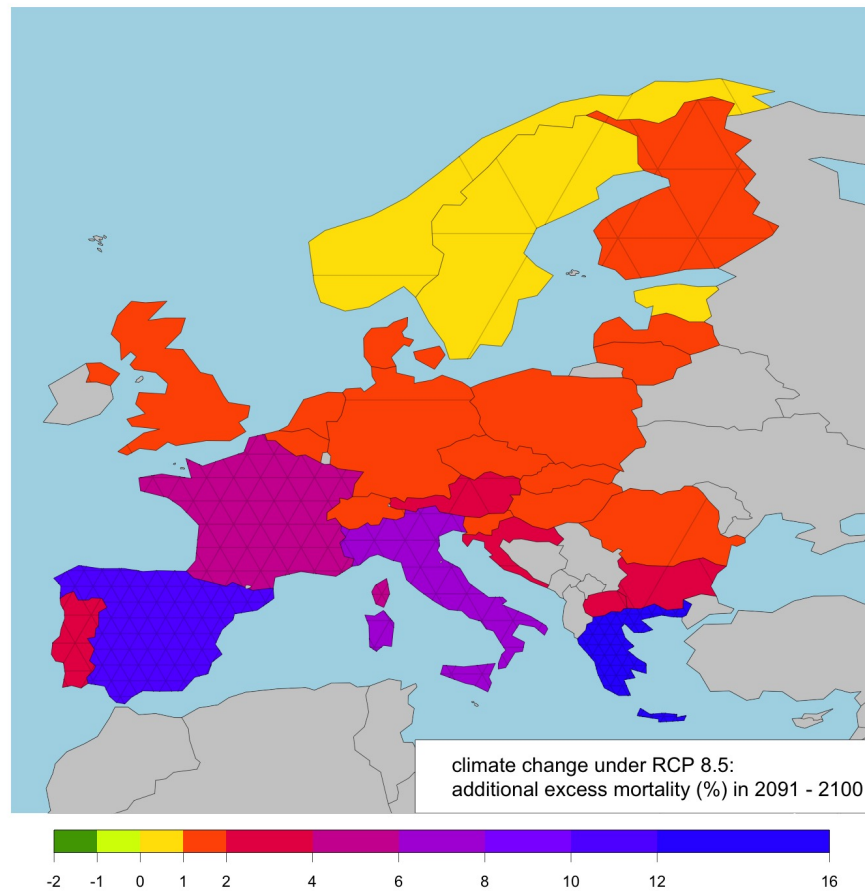 climate change under RCP 8.5:
additional excess mortality (%) in 2091 - 2100
-2 -1 0 1 2 4 6 8 10 12 16